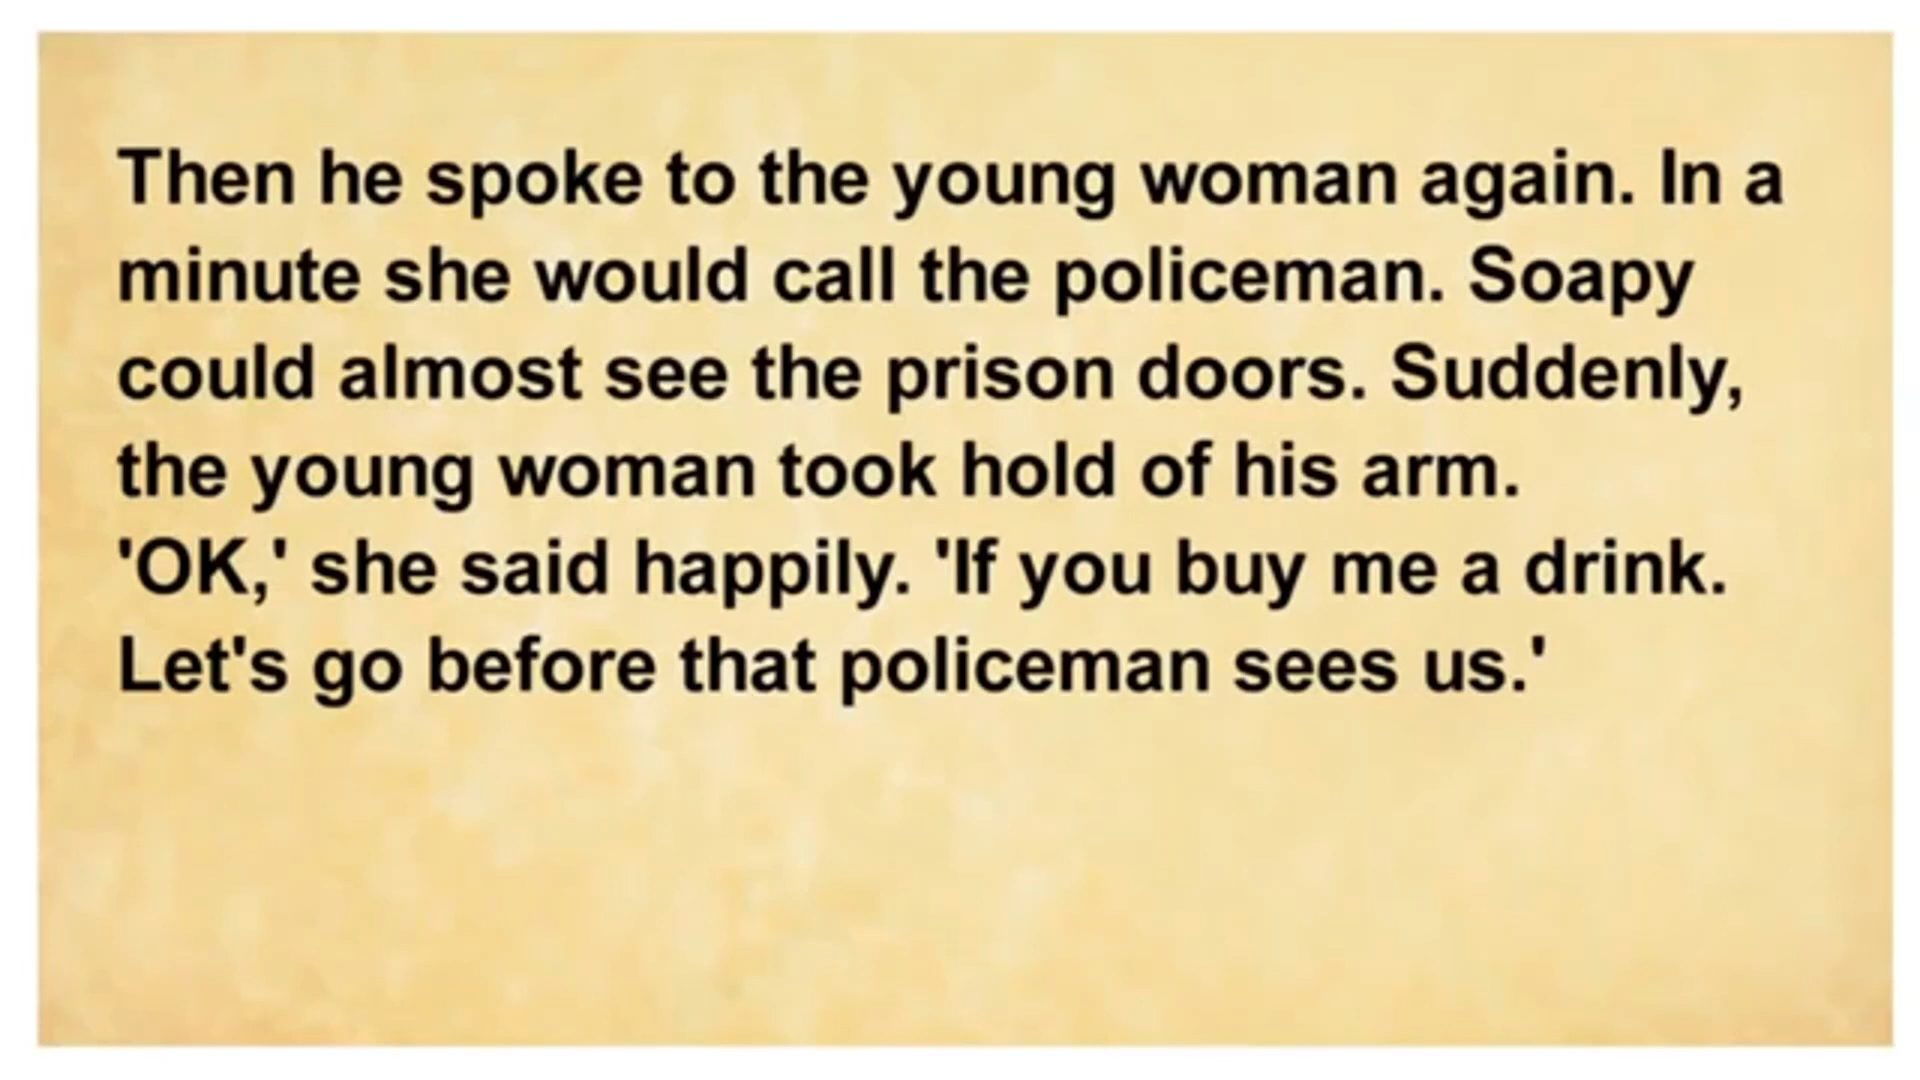 Then he spoke to the young woman again. In a
minute she would call the policeman. Soapy
could almost see the prison doors. Suddenly,
the young woman took hold of his arm.
'OK,' she said happily. 'If you buy me a drink.
Let's go before that policeman sees us.'